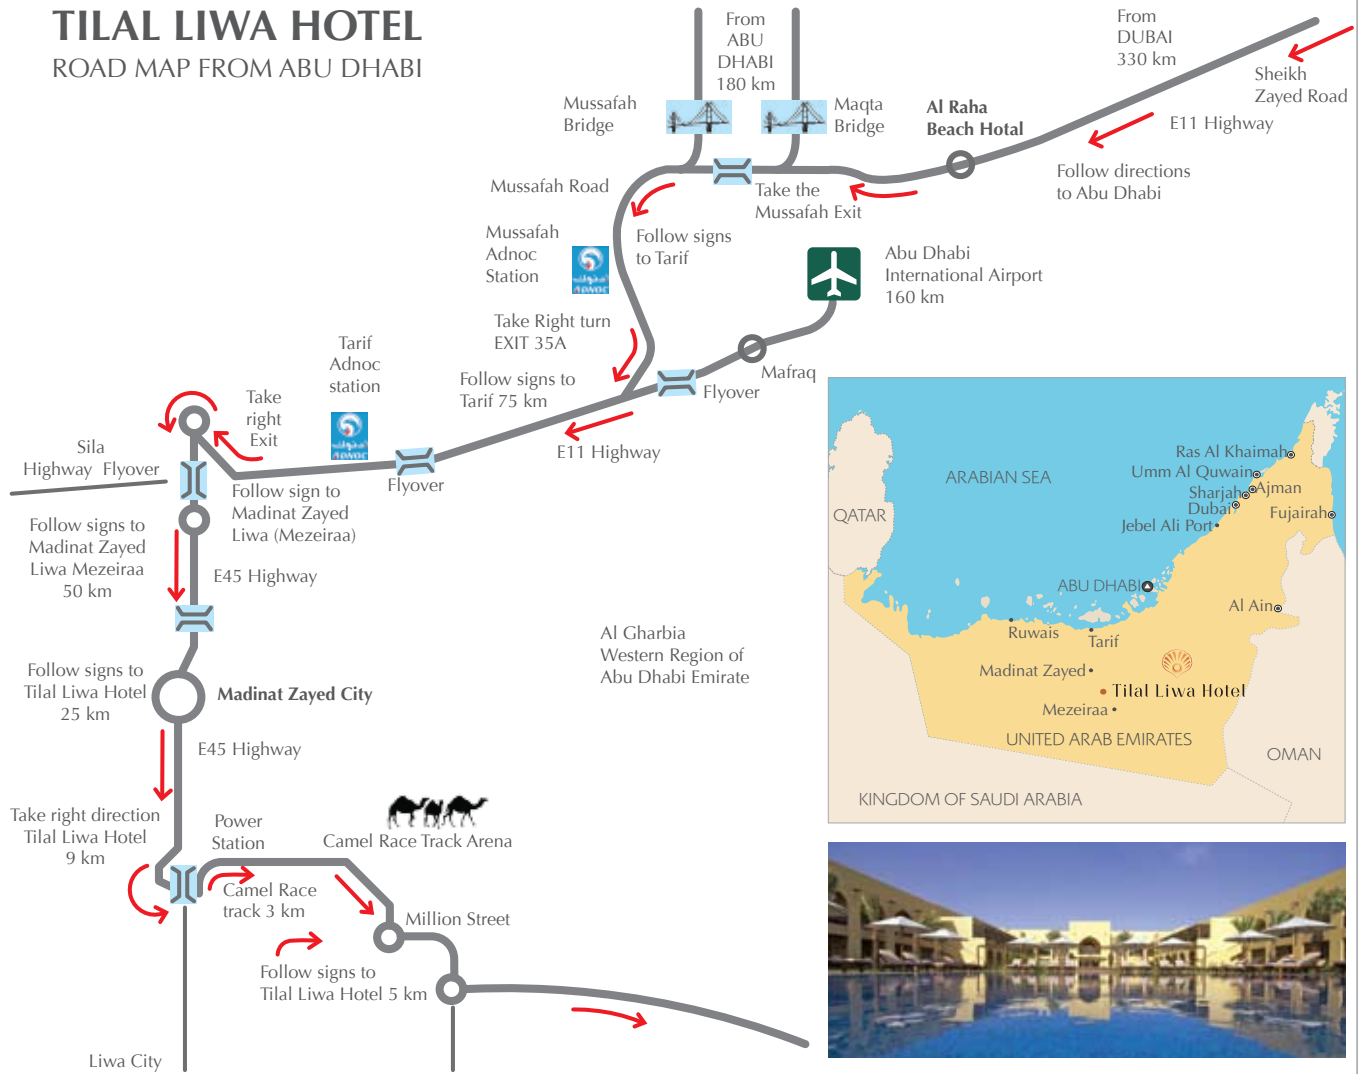 TILAL LIWA HOTEL
ROAD MAP FROM ABU DHABI
From
ABU
DHABI
180 km
From
DUBAI
330 km
Sheikh
Zayed Road
E11 Highway
Follow directions
to Abu Dhabi
Al Raha
Beach Hotal
Maqta
Bridge
Mussafah
Bridge
Take the
Mussafah Exit
Mussafah Road
Follow signs
to Tarif
Mussafah
Adnoc
Station
أدنوك
ADNOC
Abu Dhabi
International Airport
160 km
Take Right turn
EXIT 35A
Mafraq
Flyover
Follow signs to
Tarif 75 km
E11 Highway
Tarif
Adnoc
station
أدنوك
ADNOC
Flyover
Take
right
Exit
Sila
Highway Flyover
Follow sign to
Madinat Zayed
Liwa (Mezeiraa)
Follow signs to
Madinat Zayed
Liwa Mezeiraa
50 km
E45 Highway
Follow signs to
Tilal Liwa Hotel
25 km
Madinat Zayed City
E45 Highway
Al Gharbia
Western Region of
Abu Dhabi Emirate
Take right direction
Tilal Liwa Hotel
9 km
Power
Station
Camel Race Track Arena
Camel Race
track 3 km
Million Street
Follow signs to
Tilal Liwa Hotel 5 km
Liwa City
ARABIAN SEA
QATAR
Ras Al Khaimah
Umm Al Quwain
Ajman
Sharjah
Dubai
Fujairah
Jebel Ali Port
ABU DHABI
Al Ain
Ruwais
Tarif
Madinat Zayed
Tilal Liwa Hotel
Mezeiraa
UNITED ARAB EMIRATES
OMAN
KINGDOM OF SAUDI ARABIA